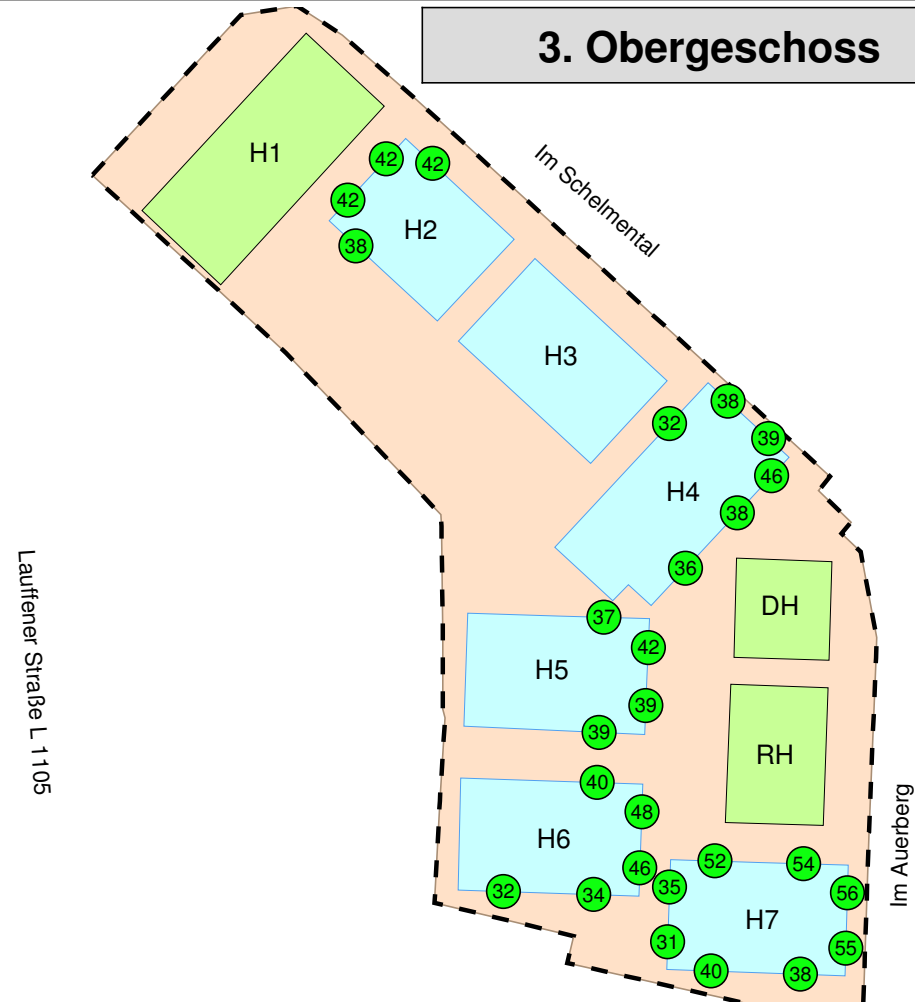 3. Obergeschoss
H1
Im Schelmental
42
42
42
H2
38
H3
32
38
39
46
H4
38
36
DH
37
42
H5
39
39
Lauffener Straße L 1105
RH
40
48
H6
46
32
34
Im Auerberg
52
54
35
56
H7
31
55
40
38